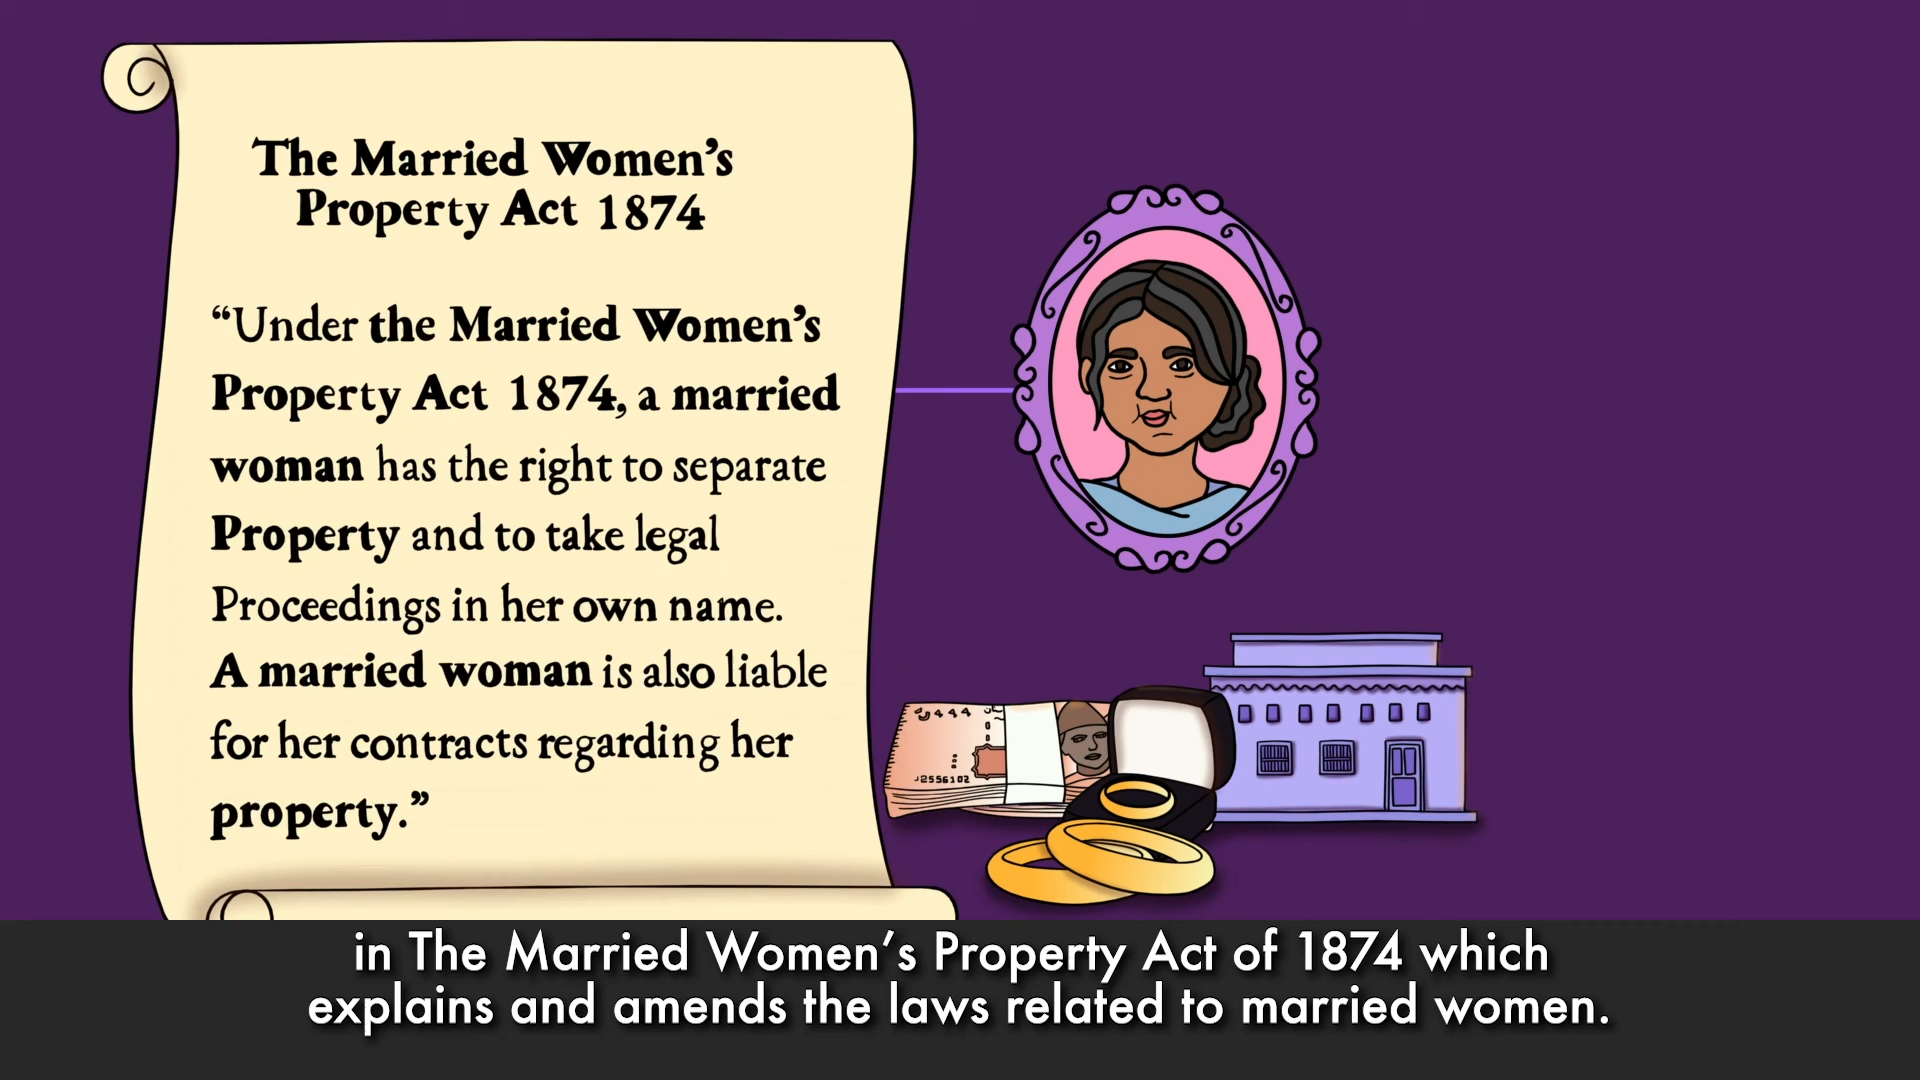 The Married Women's
Property Act 1874
“Under the Married Women's
Property Act 1874, a married
woman has the right to separate
Property and to take legal
Proceedings in her own name.
A married woman is also liable
for her contracts regarding her
property.”
J2556102
in The Married Women's Property Act of 1874 which
explains and amends the laws related to married women.